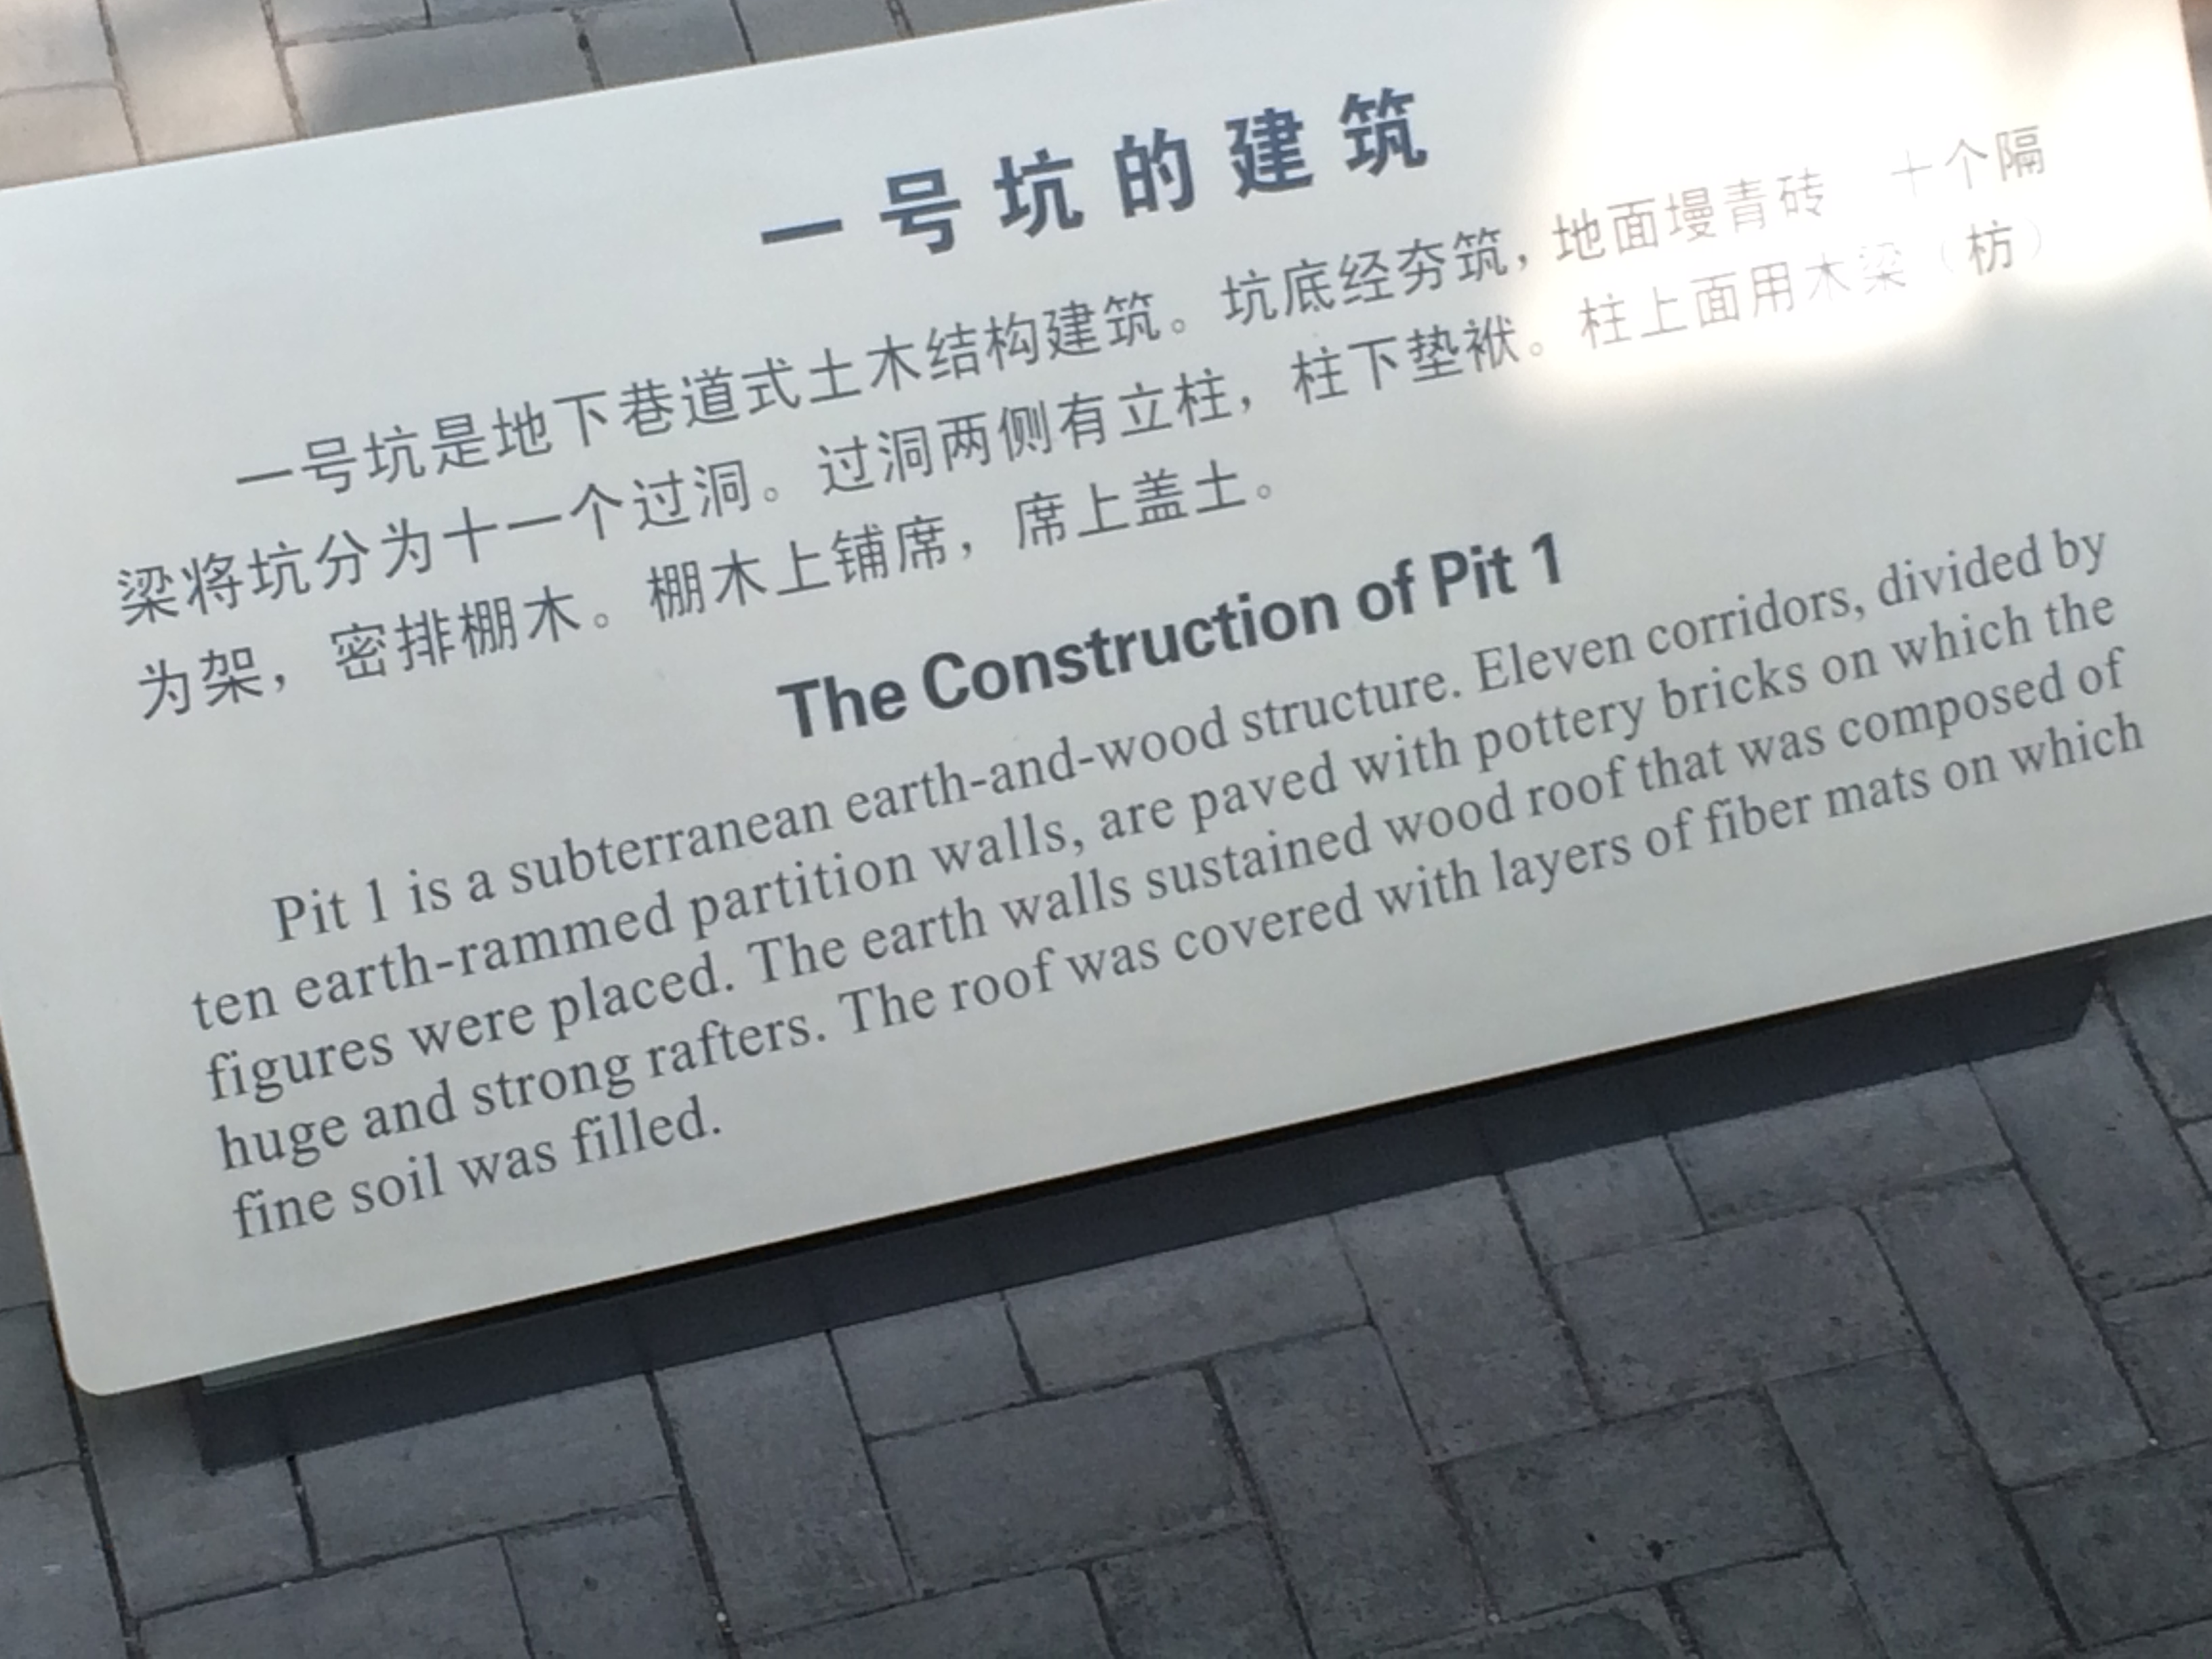 一号坑的建筑
一号坑是地下巷道式土木结构建筑。坑底经夯筑，地面墁青砖 十个隔
梁将坑分为十一个过洞。过洞两侧有立柱，柱下垫袱。柱上面用木梁（枋）
为架，密排棚木。棚木上铺席，席上盖土。
The Construction of Pit 1
Pit 1 is a subterranean earth-and-wood structure. Eleven corridors, divided by
ten earth-rammed partition walls, are paved with pottery bricks on which the
figures were placed. The earth walls sustained wood roof that was composed of
huge and strong rafters. The roof was covered with layers of fiber mats on which
fine soil was filled.